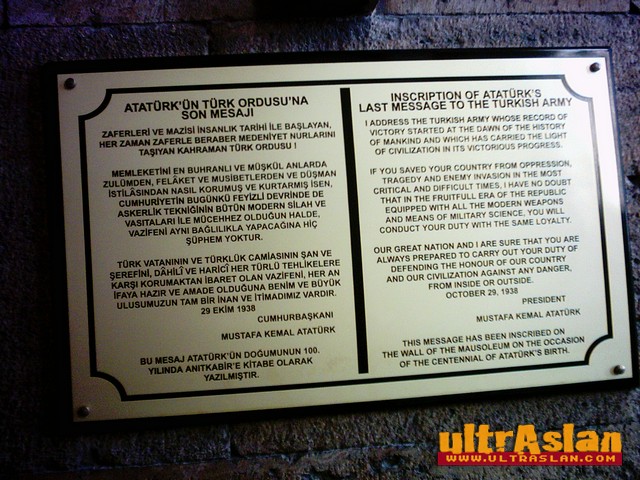 ATATÜRK'ÜN TÜRK ORDUSU'NA
SON MESAJI
ZAFERLERİ VE MAZİSİ İNSANLIK TARİHİ İLE BAŞLAYAN,
HER ZAMAN ZAFERLE BERABER MEDENİYET NURLARINI
TAŞIYAN KAHRAMAN TÜRK ORDUSU !
MEMLEKETİNİ EN BUHRANLI VE MÜŞKÜL ANLARDA
ZULÜMDEN, FELÂKET VE MUSİBETLERDEN VE DÜŞMAN
İSTİLÂSINDAN NASIL KORUMUŞ VE KURTARMIŞ İSEN,
CUMHURİYETİN BUGÜNKÜ FEYİZLİ DEVRİNDE DE
ASKERLİK TEKNİĞİNİN BÜTÜN MODERN SİLAH VE
VASITALARI İLE MÜCEHHEZ OLDUĞUN HALDE,
VAZİFENİ AYNI BAĞLILIKLA YAPACAĞINA HİÇ
ŞÜPHEM YOKTUR.
TÜRK VATANININ VE TÜRKLÜK CAMİASININ ŞAN VE
ŞEREFİNİ, DÂHİLÎ VE HARİCİ HER TÜRLÜ TEHLİKELERE
KARŞI KORUMAKTAN İBARET OLAN VAZİFENİ, HER AN
İFAYA HAZIR VE AMADE OLDUĞUNA BENİM VE BÜYÜK
ULUSUMUZUN TAM BİR İNAN VE İTİMADIMIZ VARDIR.
29 EKİM 1938
CUMHURBAŞKANI
MUSTAFA KEMAL ATATÜRK
BU MESAJ ATATÜRK'ÜN DOĞUMUNUN 100.
YILINDA ANITKABİR'E KİTABE OLARAK
YAZILMIŞTIR.
INSCRIPTION OF ATATÜRK'S
LAST MESSAGE TO THE TURKISH ARMY
I ADDRESS THE TURKISH ARMY WHOSE RECORD OF
VICTORY STARTED AT THE DAWN OF THE HISTORY
OF MANKIND AND WHICH HAS CARRIED THE LIGHT
OF CIVILIZATION IN ITS VICTORIOUS PROGRESS.
IF YOU SAVED YOUR COUNTRY FROM OPPRESSION,
TRAGEDY AND ENEMY INVASION IN THE MOST
CRITICAL AND DIFFICULT TIMES, I HAVE NO DOUBT
THAT IN THE FRUITFULL ERA OF THE REPUBLIC
EQUIPPED WITH ALL THE MODERN WEAPONS
AND MEANS OF MILITARY SCIENCE, YOU WILL
CONDUCT YOUR DUTY WITH THE SAME LOYALTY.
OUR GREAT NATION AND I ARE SURE THAT YOU ARE
ALWAYS PREPARED TO CARRY OUT YOUR DUTY OF
DEFENDING THE HONOUR OF OUR COUNTRY
AND OUR CIVILIZATION AGAINST ANY DANGER,
FROM INSIDE OR OUTSIDE.
OCTOBER 29, 1938
PRESIDENT
MUSTAFA KEMAL ATATÜRK
THIS MESSAGE HAS BEEN INSCRIBED ON
THE WALL OF THE MAUSOLEUM ON THE OCCASION
OF THE CENTENNIAL OF ATATÜRK'S BIRTH.
ultrAslan
WWW.ULTRASLAN.COM